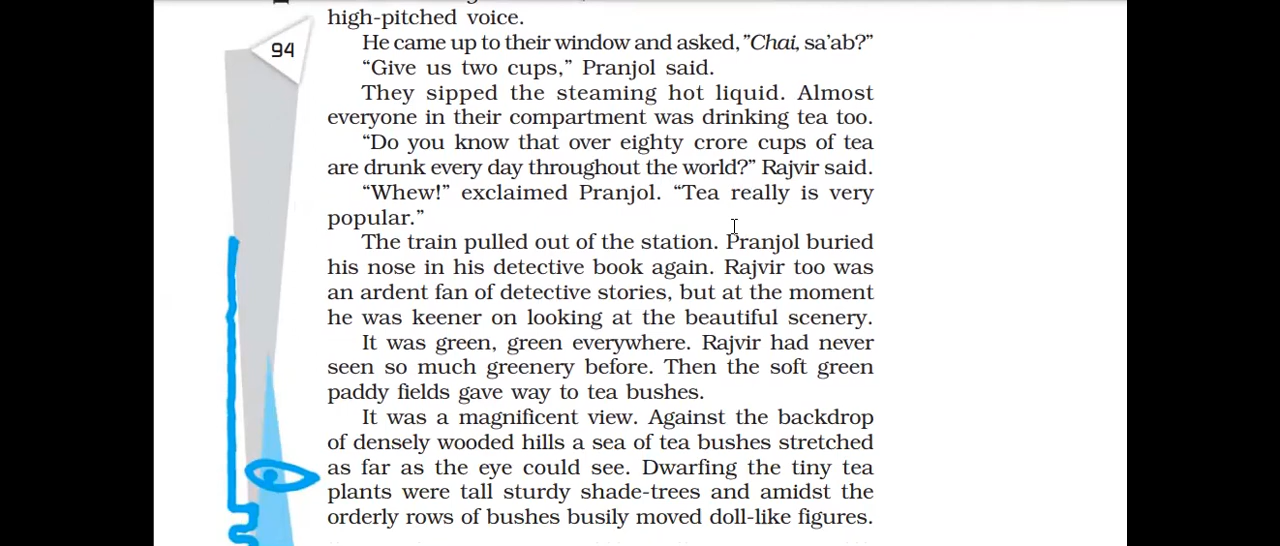 high-pitched voice.
94
He came up to their window and asked, ”Chai, sa’ab?”
“Give us two cups,” Pranjol said.
They sipped the steaming hot liquid. Almost
everyone in their compartment was drinking tea too.
“Do you know that over eighty crore cups of tea
are drunk every day throughout the world?” Rajvir said.
“Whew!” exclaimed Pranjol. “Tea really is very
popular.”
The train pulled out of the station. Pranjol buried
his nose in his detective book again. Rajvir too was
an ardent fan of detective stories, but at the moment
he was keener on looking at the beautiful scenery.
It was green, green everywhere. Rajvir had never
seen so much greenery before. Then the soft green
paddy fields gave way to tea bushes.
It was a magnificent view. Against the backdrop
of densely wooded hills a sea of tea bushes stretched
as far as the eye could see. Dwarfing the tiny tea
plants were tall sturdy shade-trees and amidst the
orderly rows of bushes busily moved doll-like figures.